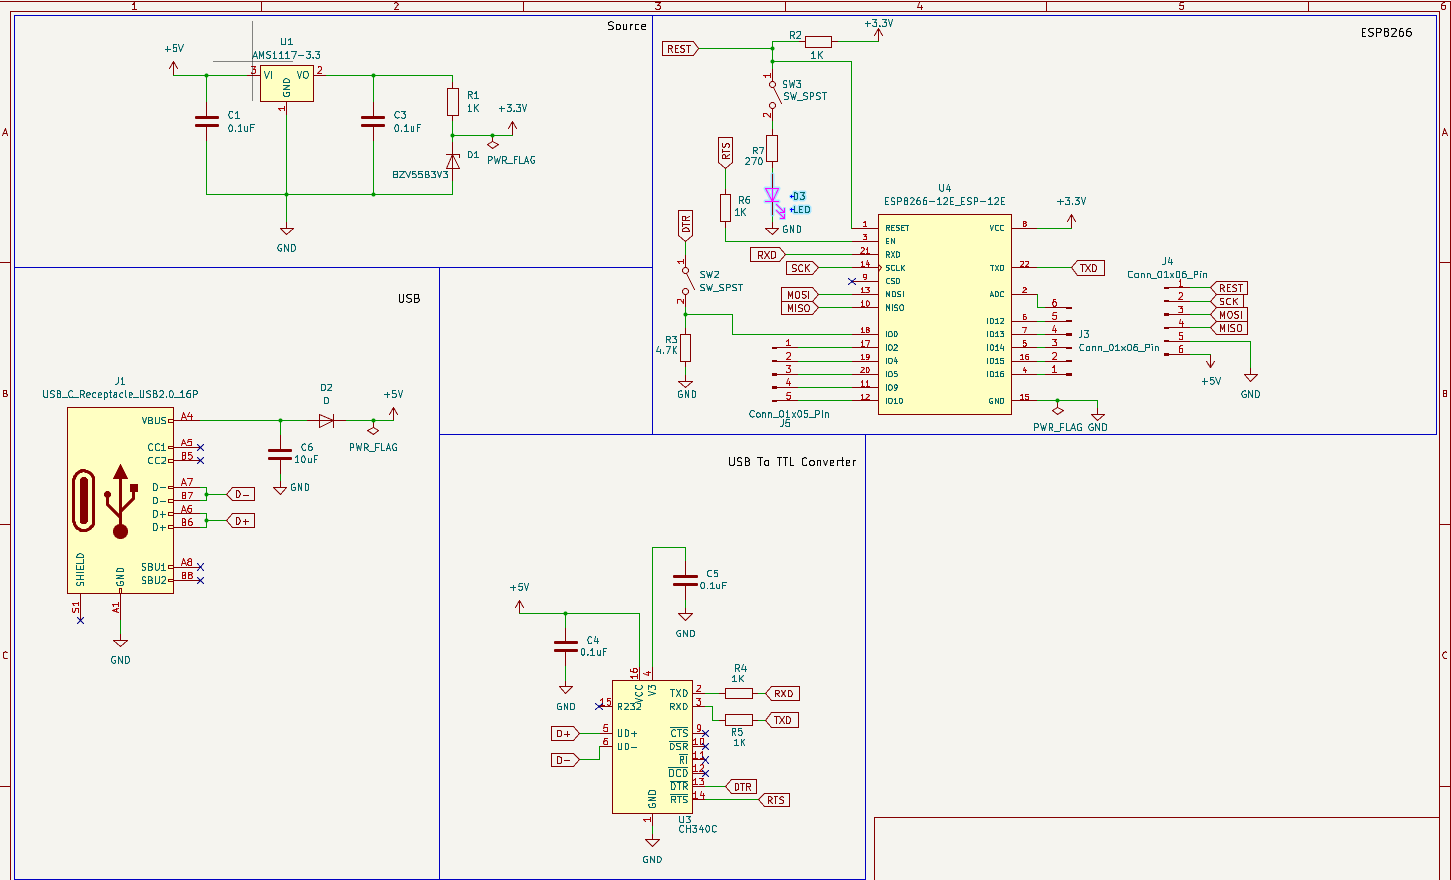 1 2 3 4 5 6
A
B
C
A
B
C
Source
+5V
U1
AMS1117-3.3
3 VI VO 2
GND
1
C1
0.1uF
C3
0.1uF
R1
1K
+3.3V
PWR_FLAG
D1
BZV55B3V3
GND
ESP8266
REST
R2
1K
+3.3V
1
SW3
SW_SPST
2
RTS
R7
270
R6
1K
D3
LED
GND
DTR
1
SW2
SW_SPST
2
R3
4.7K
GND
U4
ESP8266-12E_ESP-12E
1 RESET
3 EN
RXD 21 RXD
SCK 14 SCLK
9 CSO
MOSI 13 MOSI
MISO 10 MISO
18 IO0
1 17 IO2
2 19 IO4
3 20 IO5
4 11 IO9
5 12 IO10
Conn_01x05_Pin
J5
VCC 8
+3.3V
TXD 22 TXD
ADC 2 6
IO12 6 5
IO13 7 4
IO14 5 3
IO15 16 2
IO16 4 1
GND 15
J3
Conn_01x06_Pin
PWR_FLAG GND
J4
Conn_01x06_Pin
1 REST
2 SCK
3 MOSI
4 MISO
5
6
+5V
GND
USB
J1
USB_C_Receptacle_USB2.0_16P
VBUS A4
CC1 A5
CC2 B5
D- A7
D- B7
D-
D+ A6
D+ B6
D+
SBU1 A8
SBU2 B8
SHIELD
GND
S1
A1
GND
D2
D
+5V
PWR_FLAG
C6
10uF
GND
USB To TTL Converter
+5V
C4
0.1uF
GND
C5
0.1uF
GND
16 4
VCC V3
15 R232
D+ 5 UD+
D- 6 UD-
TXD 2
RXD 3
CTS 9
DSR 10
RI 11
DCD 12
DTR 13 DTR
RTS 14 RTS
R4
1K
RXD
TXD
R5
1K
GND
1
U3
CH340C
GND